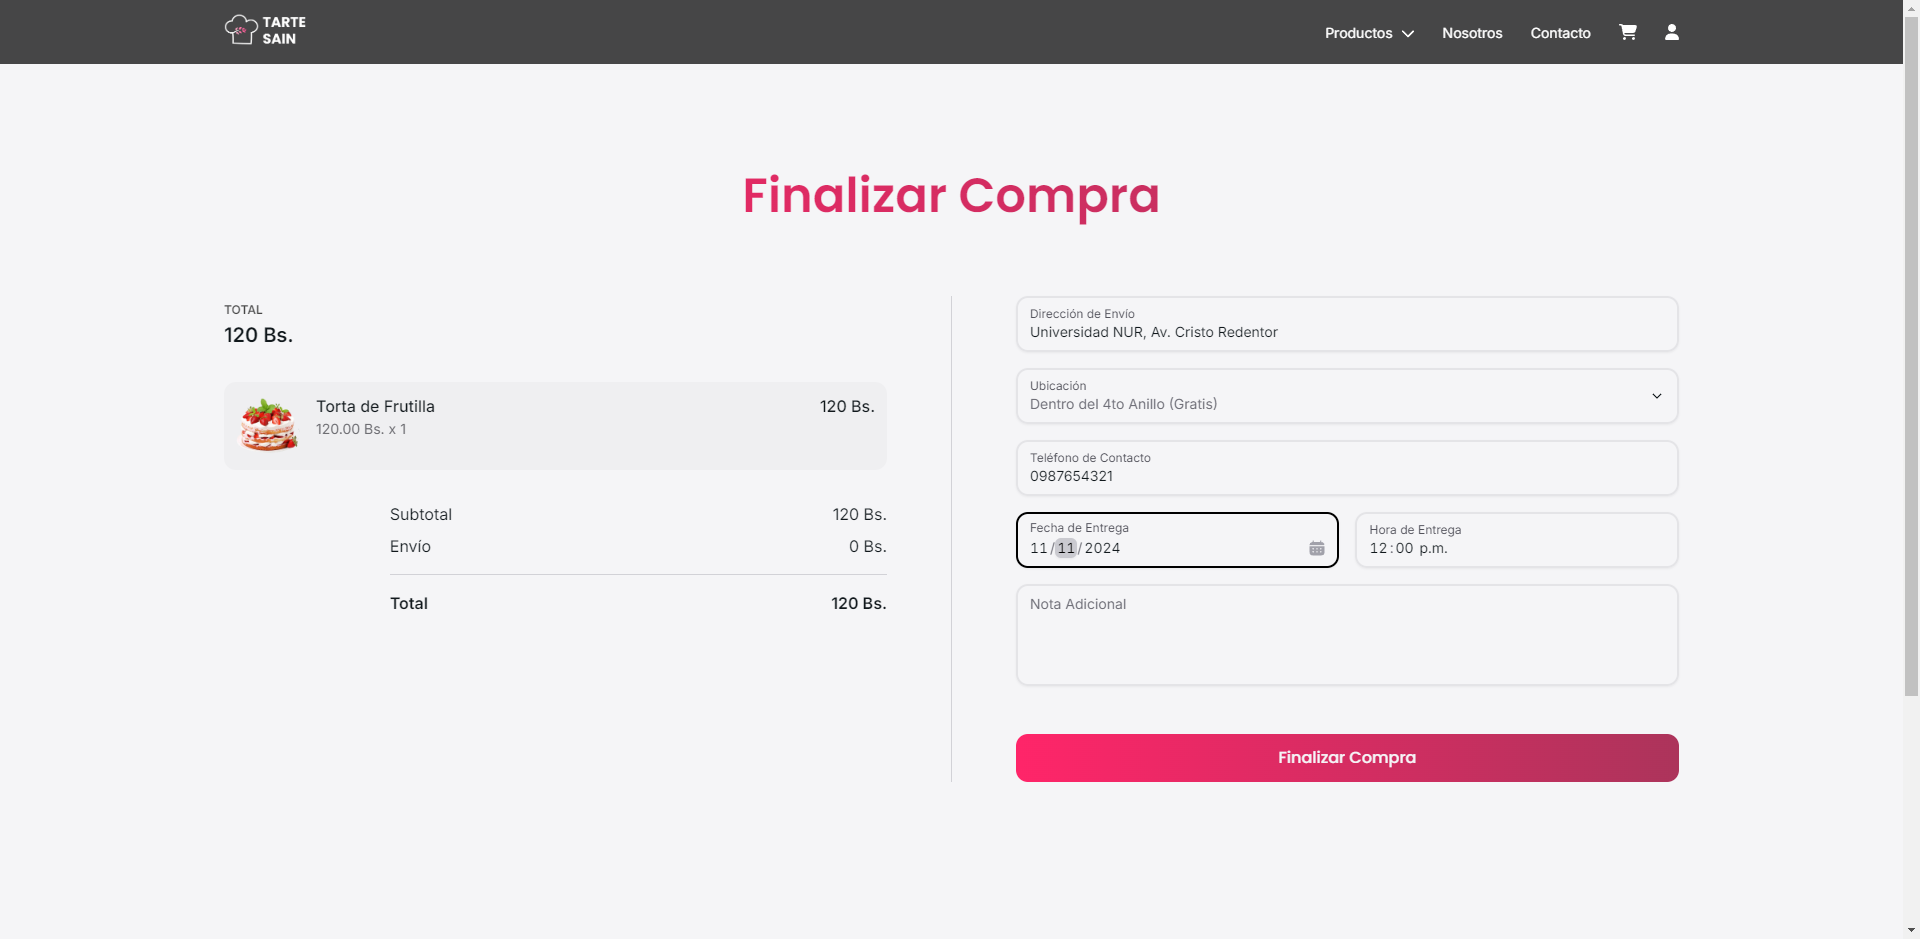 TARTE
SAIN
Productos
Nosotros
Contacto
Finalizar Compra
TOTAL
120 Bs.
Torta de Frutilla
120 Bs.
120.00 Bs. x 1
Subtotal
120 Bs.
Envío
0 Bs.
Total
120 Bs.
Dirección de Envío
Universidad NUR, Av. Cristo Redentor
Ubicación
Dentro del 4to Anillo (Gratis)
Teléfono de Contacto
0987654321
Fecha de Entrega
11/11/2024
Hora de Entrega
12:00 p.m.
Nota Adicional
Finalizar Compra